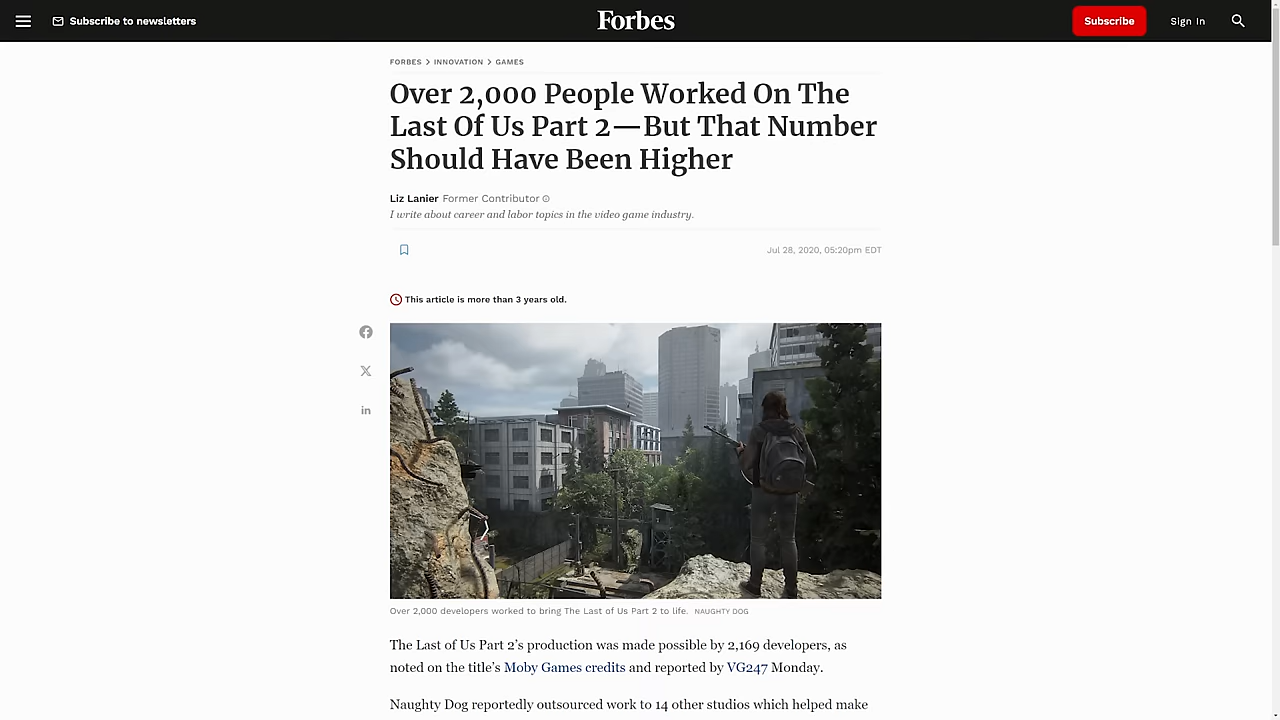 Subscribe to newsletters
Forbes
Subscribe
Sign In
FORBES > INNOVATION > GAMES
Over 2,000 People Worked On The
Last Of Us Part 2—But That Number
Should Have Been Higher
Liz Lanier Former Contributor
I write about career and labor topics in the video game industry.
Jul 28, 2020, 05:20pm EDT
This article is more than 3 years old.
Over 2,000 developers worked to bring The Last of Us Part 2 to life. NAUGHTY DOG
The Last of Us Part 2's production was made possible by 2,169 developers, as
noted on the title's Moby Games credits and reported by VG247 Monday.
Naughty Dog reportedly outsourced work to 14 other studios which helped make